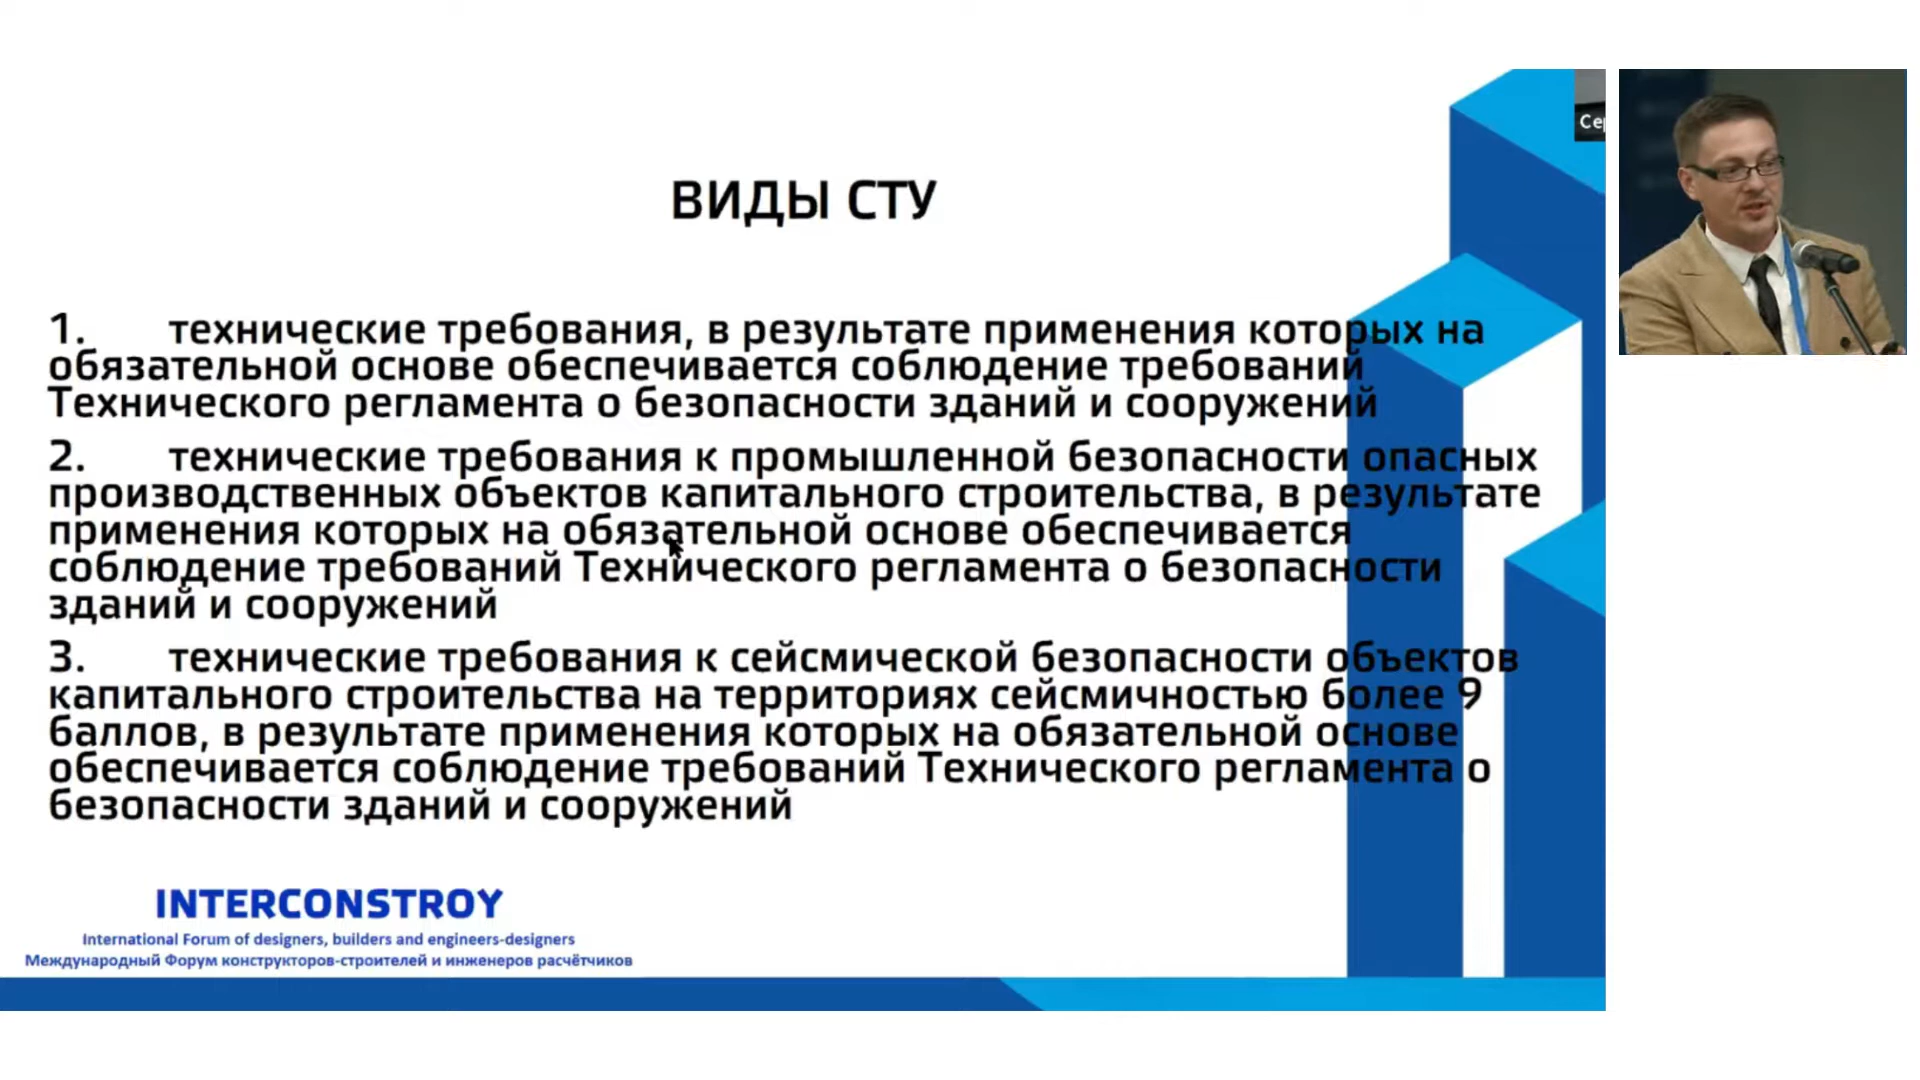 Сер
ВИДЫ СТУ
1. технические требования, в результате применения которых на
обязательной основе обеспечивается соблюдение требований
Технического регламента о безопасности зданий и сооружений
2. технические требования к промышленной безопасности опасных
производственных объектов капитального строительства, в результате
применения которых на обязательной основе обеспечивается
соблюдение требований Технического регламента о безопасности
зданий и сооружений
3. технические требования к сейсмической безопасности объектов
капитального строительства на территориях сейсмичностью более 9
баллов, в результате применения которых на обязательной основе
обеспечивается соблюдение требований Технического регламента о
безопасности зданий и сооружений
INTERCONSTROY
International Forum of designers, builders and engineers-designers
Международный Форум конструкторов-строителей и инженеров расчётчиков